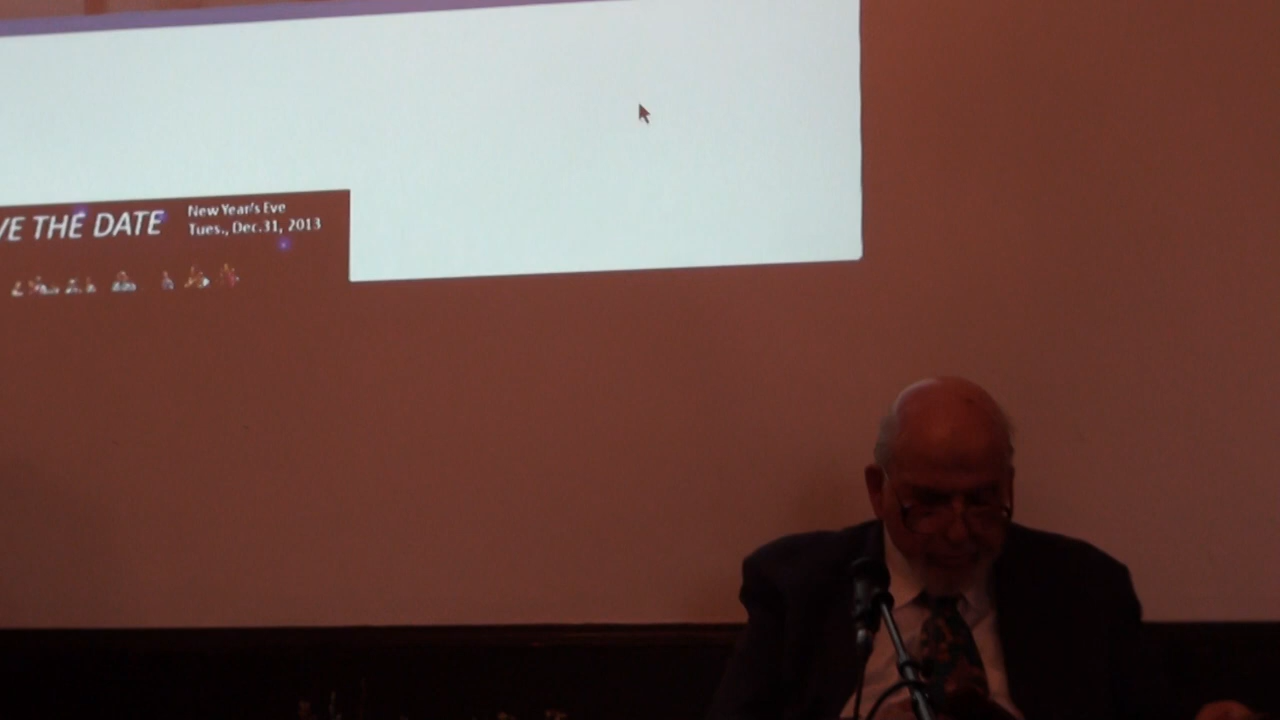 VE THE DATE
New Year's Eve
Tues., Dec.31, 2013